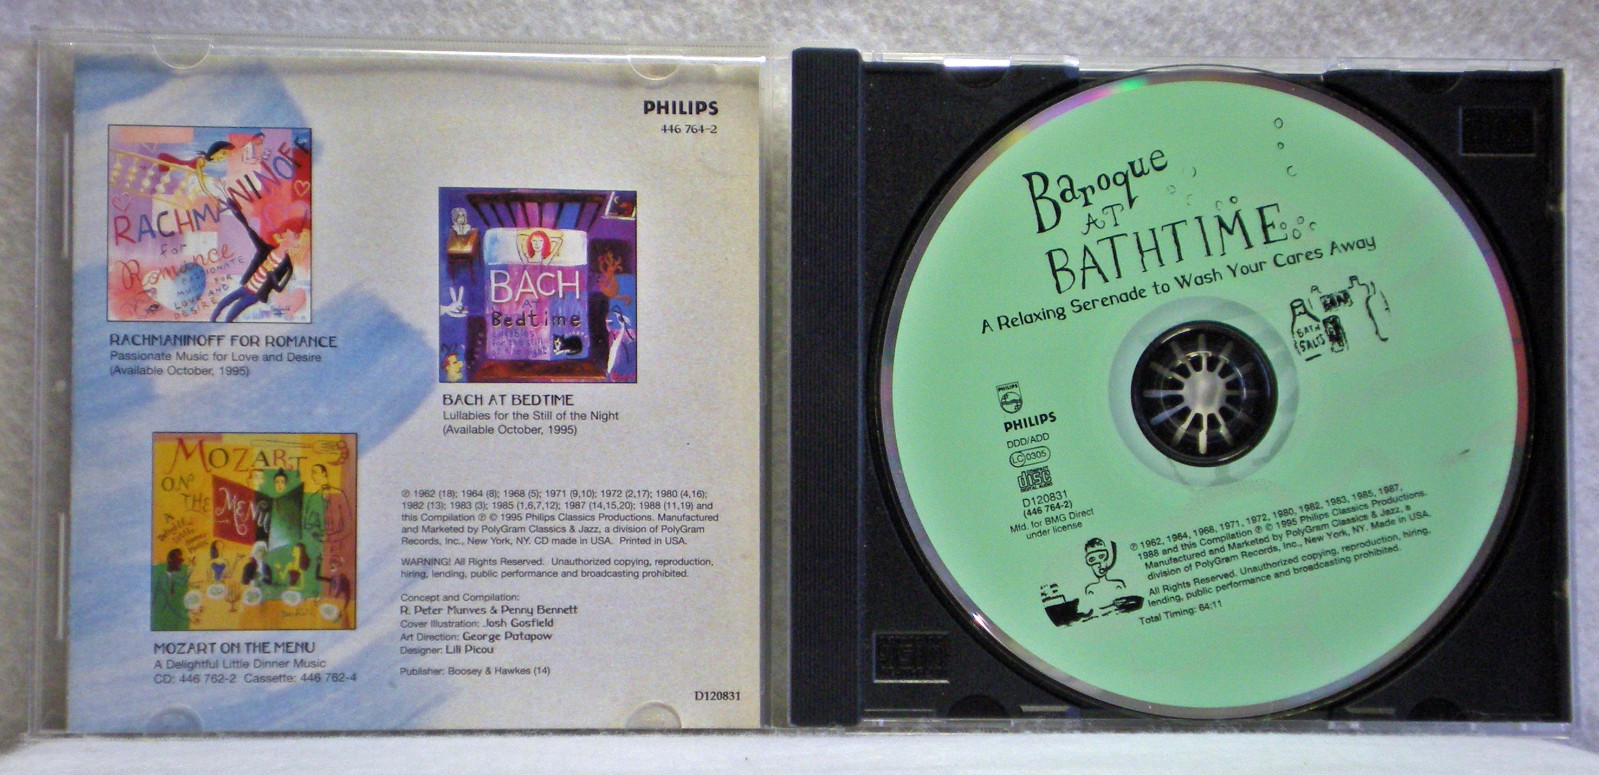 PHILIPS
446 764-2
RACHMANINOFF
for
Romance
PASSIONATE
MUSIC FOR
LOVE AND
DESIRE
RACHMANINOFF FOR ROMANCE
Passionate Music for Love and Desire
(Available October, 1995)
BACH
AT
Bedtime
BACH AT BEDTIME
Lullabies for the Still of the Night
(Available October, 1995)
MOZART
ON
THE
MENU
MOZART ON THE MENU
A Delightful Little Dinner Music
CD: 446 762-2 Cassette: 446 762-4
℗ 1962 (18); 1964 (8); 1968 (5); 1971 (9,10); 1972 (2,17); 1980 (4,16);
1982 (13); 1983 (3); 1985 (1,6,7,12); 1987 (14,15,20); 1988 (11,19) and
this Compilation ℗ © 1995 Philips Classics Productions. Manufactured
and Marketed by PolyGram Classics & Jazz, a division of PolyGram
Records, Inc., New York, NY. CD made in USA. Printed in USA.
WARNING! All Rights Reserved. Unauthorized copying, reproduction,
hiring, lending, public performance and broadcasting prohibited.
Concept and Compilation:
R. Peter Munves & Penny Bennett
Cover Illustration: Josh Gosfield
Art Direction: George Patapow
Designer: Lili Picou
Publisher: Boosey & Hawkes (14)
D120831
Baroque
AT
BATHTIME
A Relaxing Serenade to Wash Your Cares Away
BATH
SALTS
PHILIPS
PHILIPS
DDD/ADD
LC 0305
COMPACT
disc
DIGITAL AUDIO
D120831
(446 764-2)
Mfd. for BMG Direct
under license
℗ 1962, 1964, 1968, 1971, 1972, 1980, 1982, 1983, 1985, 1987,
1988 and this Compilation ℗ © 1995 Philips Classics Productions.
Manufactured and Marketed by PolyGram Classics & Jazz, a
division of PolyGram Records, Inc., New York, NY. Made in USA.
All Rights Reserved. Unauthorized copying, reproduction, hiring,
lending, public performance and broadcasting prohibited.
Total Timing: 64:11